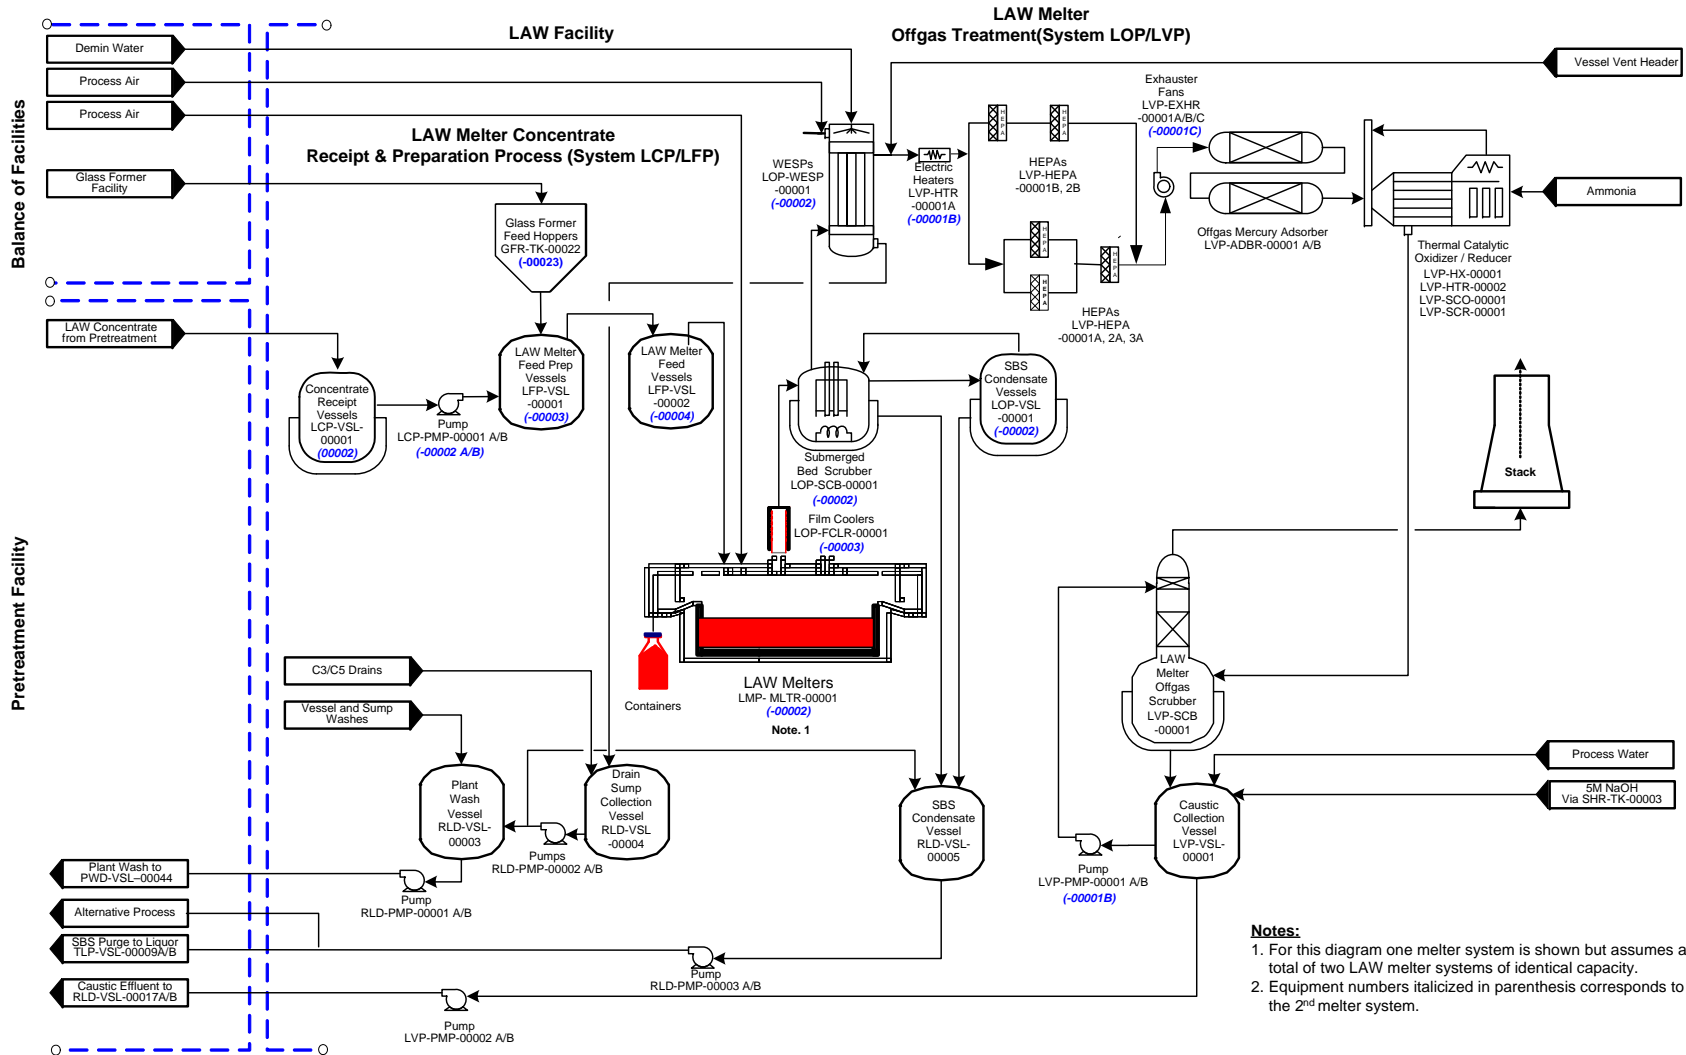 LAW Facility
LAW Melter
Offgas Treatment(System LOP/LVP)
Balance of Facilities
Demin Water
Process Air
Process Air
Glass Former
Facility
LAW Melter Concentrate
Receipt & Preparation Process (System LCP/LFP)
Vessel Vent Header
Ammonia
Glass Former
Feed Hoppers
GFR-TK-00022
(-00023)
WESPs
LOP-WESP
-00001
(-00002)
Electric
Heaters
LVP-HTR
-00001A
(-00001B)
HEPA
HEPA
HEPAs
LVP-HEPA
-00001B, 2B
HEPA
HEPA
HEPA
HEPAs
LVP-HEPA
-00001A, 2A, 3A
Exhauster
Fans
LVP-EXHR
-00001A/B/C
(-00001C)
Offgas Mercury Adsorber
LVP-ADBR-00001 A/B
Thermal Catalytic
Oxidizer / Reducer
LVP-HX-00001
LVP-HTR-00002
LVP-SCO-00001
LVP-SCR-00001
Pretreatment Facility
LAW Concentrate
from Pretreatment
Concentrate
Receipt
Vessels
LCP-VSL-
00001
(00002)
Pump
LCP-PMP-00001 A/B
(-00002 A/B)
LAW Melter
Feed Prep
Vessels
LFP-VSL
-00001
(-00003)
LAW Melter
Feed
Vessels
LFP-VSL
-00002
(-00004)
Submerged
Bed Scrubber
LOP-SCB-00001
(-00002)
SBS
Condensate
Vessels
LOP-VSL
-00001
(-00002)
Film Coolers
LOP-FCLR-00001
(-00003)
Stack
Containers
LAW Melters
LMP- MLTR-00001
(-00002)
Note. 1
C3/C5 Drains
Vessel and Sump
Washes
LAW
Melter
Offgas
Scrubber
LVP-SCB
-00001
Process Water
5M NaOH
Via SHR-TK-00003
Plant
Wash
Vessel
RLD-VSL-
00003
Drain
Sump
Collection
Vessel
RLD-VSL
-00004
Pumps
RLD-PMP-00002 A/B
SBS
Condensate
Vessel
RLD-VSL-
00005
Caustic
Collection
Vessel
LVP-VSL-
00001
Pump
LVP-PMP-00001 A/B
(-00001B)
Plant Wash to
PWD-VSL–00044
Pump
RLD-PMP-00001 A/B
Alternative Process
SBS Purge to Liquor
TLP-VSL-00009A/B
Pump
RLD-PMP-00003 A/B
Caustic Effluent to
RLD-VSL-00017A/B
Pump
LVP-PMP-00002 A/B
Notes:
1. For this diagram one melter system is shown but assumes a
total of two LAW melter systems of identical capacity.
2. Equipment numbers italicized in parenthesis corresponds to
the 2nd melter system.